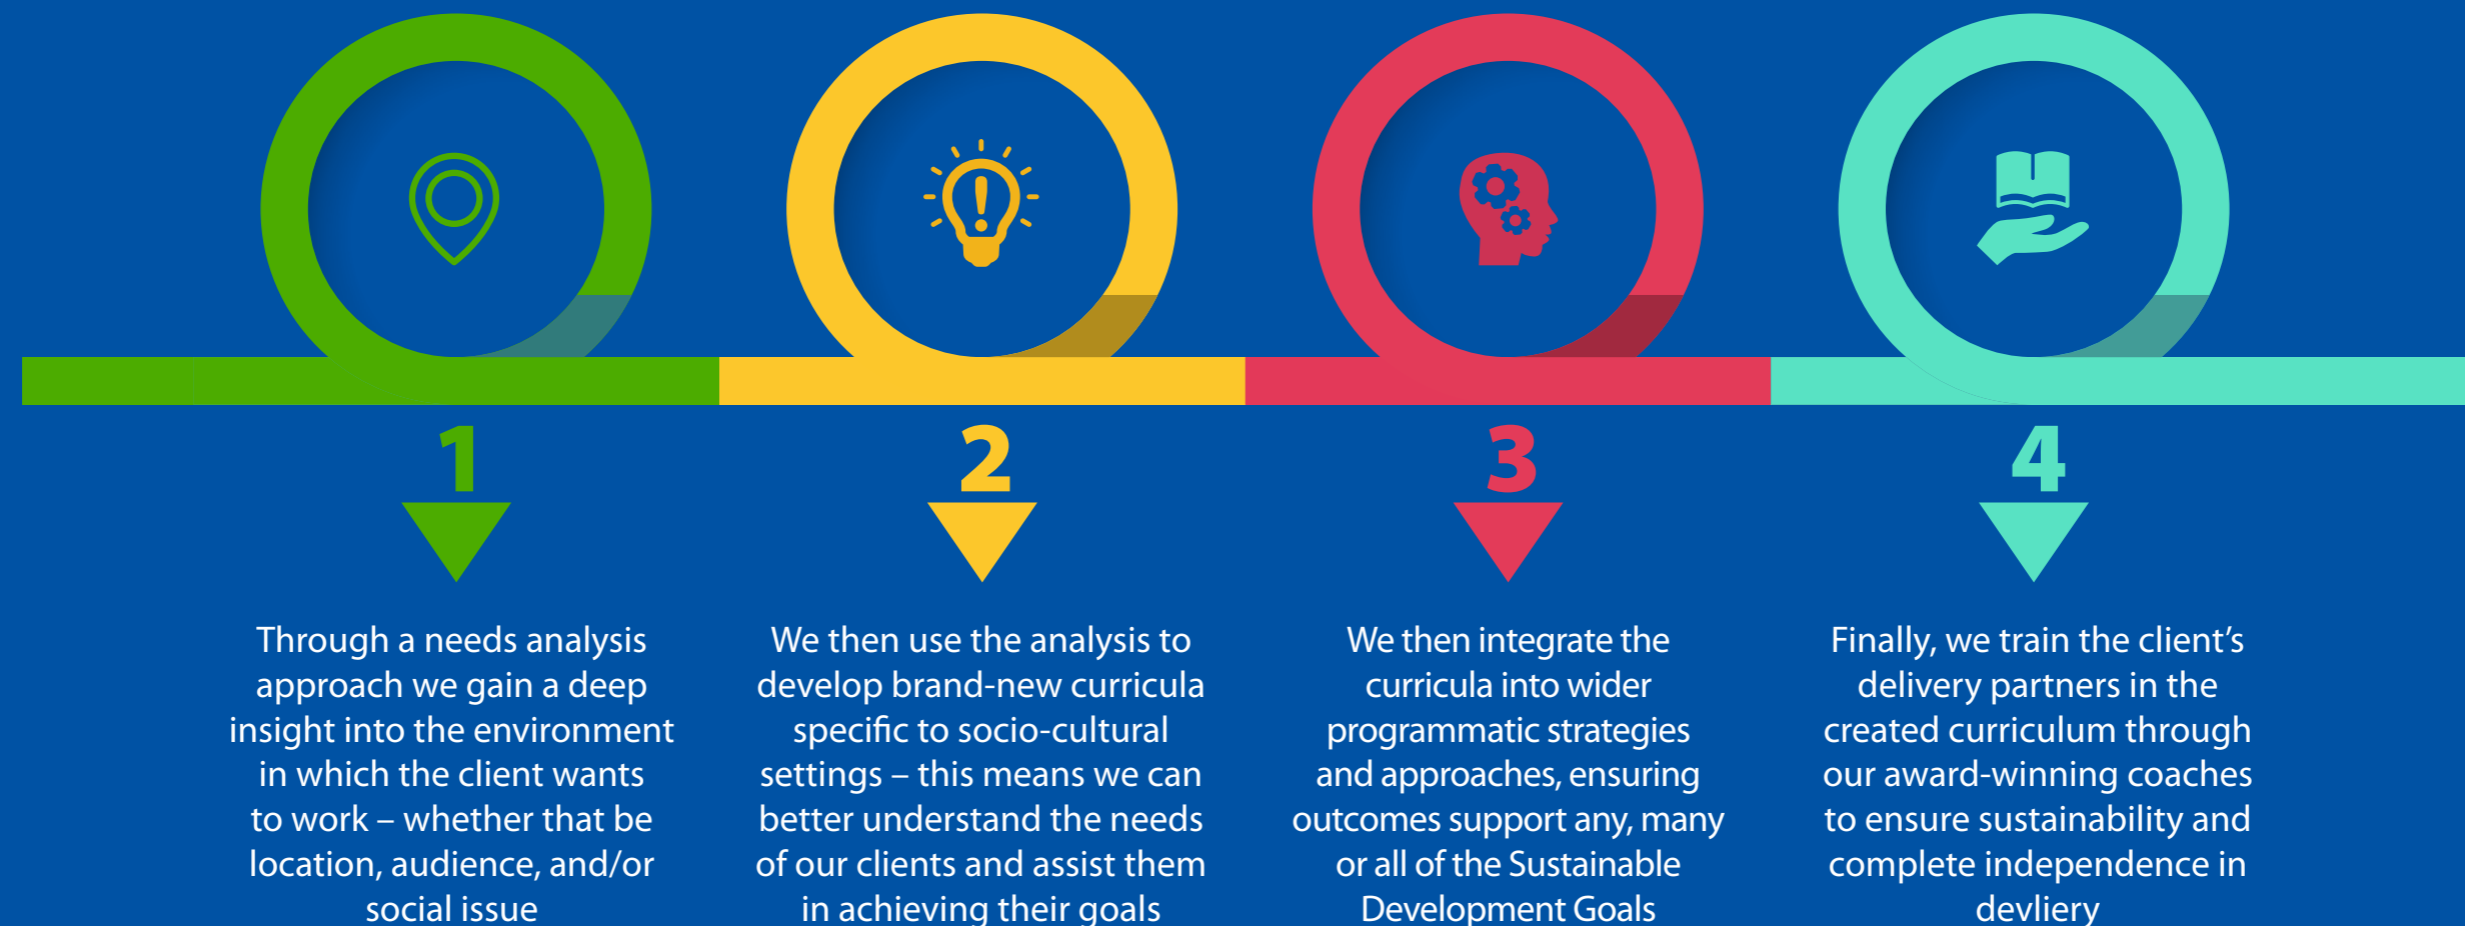 1
Through a needs analysis
approach we gain a deep
insight into the environment
in which the client wants
to work – whether that be
location, audience, and/or
social issue
2
We then use the analysis to
develop brand-new curricula
specific to socio-cultural
settings – this means we can
better understand the needs
of our clients and assist them
in achieving their goals
3
We then integrate the
curricula into wider
programmatic strategies
and approaches, ensuring
outcomes support any, many
or all of the Sustainable
Development Goals
4
Finally, we train the client’s
delivery partners in the
created curriculum through
our award-winning coaches
to ensure sustainability and
complete independence in
devliery